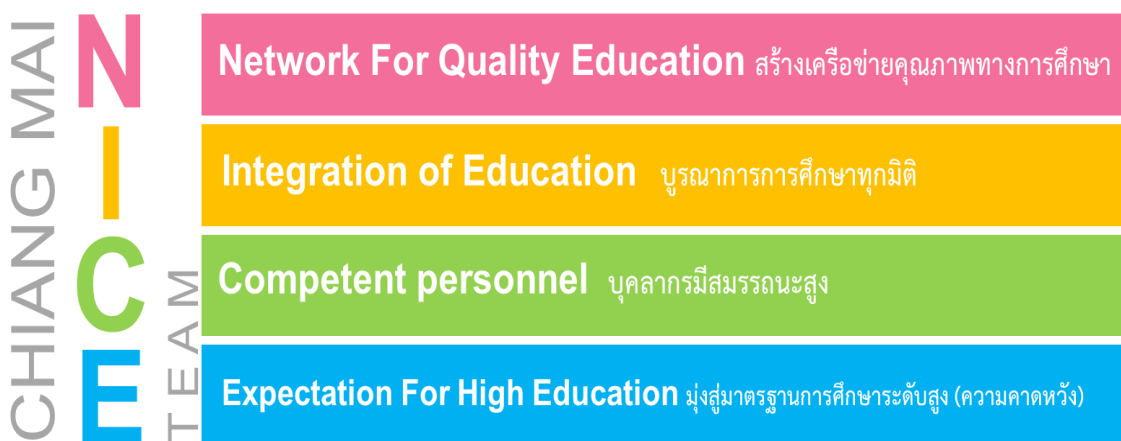 CHIANG MAI
NICE
TEAM
Network For Quality Education สร้างเครือข่ายคุณภาพทางการศึกษา
Integration of Education บูรณาการการศึกษาทุกมิติ
Competent personnel บุคลากรมีสมรรถนะสูง
Expectation For High Education มุ่งสู่มาตรฐานการศึกษาระดับสูง (ความคาดหวัง)